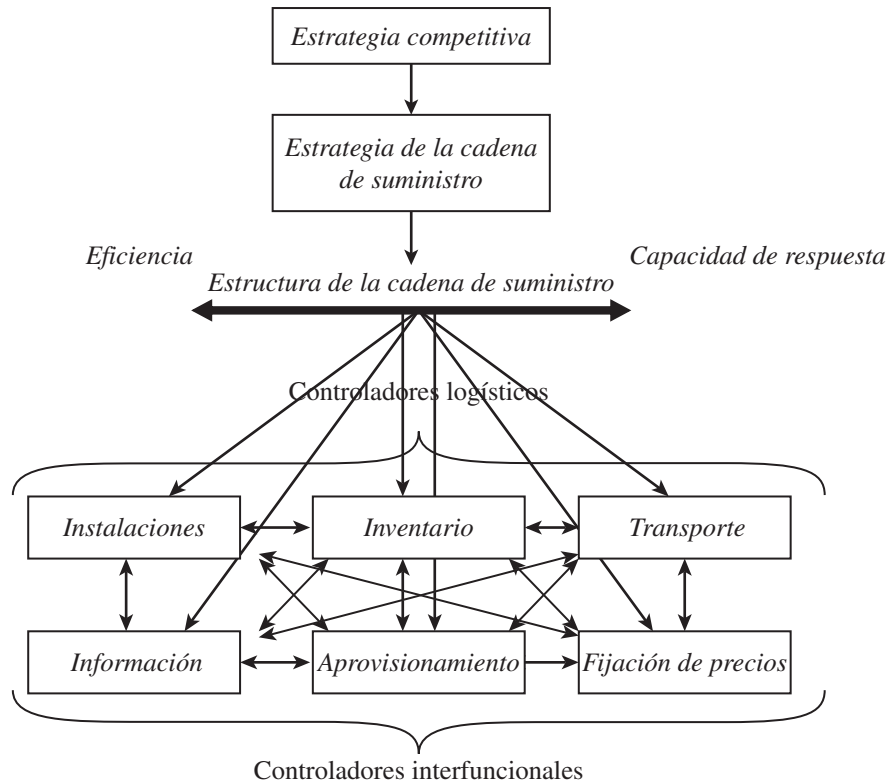 Estrategia competitiva
Estrategia de la cadena
de suministro
Eficiencia
Capacidad de respuesta
Estructura de la cadena de suministro
Controladores logísticos
Instalaciones
Inventario
Transporte
Información
Aprovisionamiento
Fijación de precios
Controladores interfuncionales